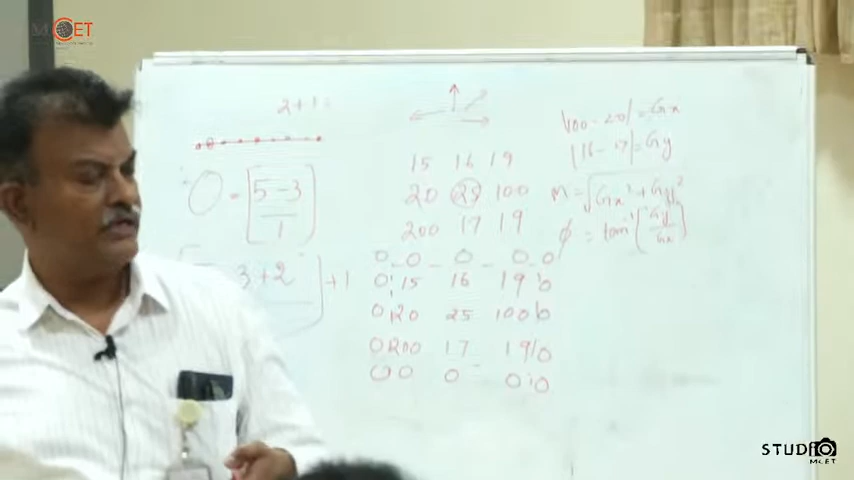 MCET
2+1=
O = [5-3
1]
3+2 ] +1
15 16 19
20 25 100
200 17 19
0 0 0 0 0
0 15 16 19 0
0 20 25 100 0
0 200 17 19 0
0 0 0 0 0
|100-20| = Gx
|16-17| = Gy
M = √Gx²+Gy²
φ = tan⁻¹ [Gy
Gx]
STUDIO
MCET